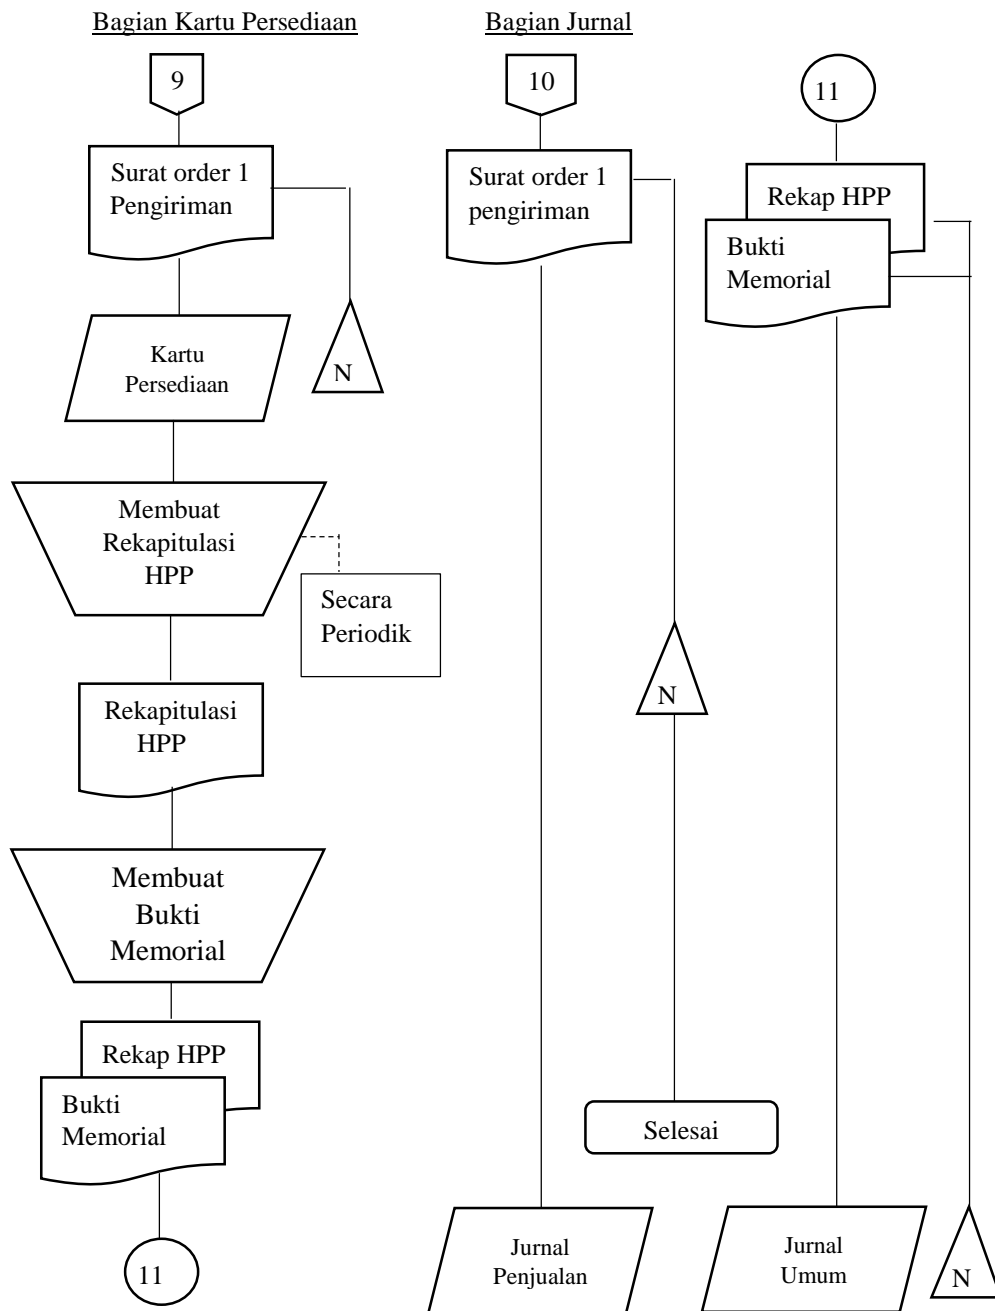 Bagian Kartu Persediaan
9
Surat order 1
Pengiriman
N
Kartu
Persediaan
Membuat
Rekapitulasi
HPP
Secara
Periodik
Rekapitulasi
HPP
Membuat
Bukti
Memorial
Rekap HPP
Bukti
Memorial
11
Bagian Jurnal
10
Surat order 1
pengiriman
N
Selesai
Jurnal
Penjualan
11
Rekap HPP
Bukti
Memorial
Jurnal
Umum
N